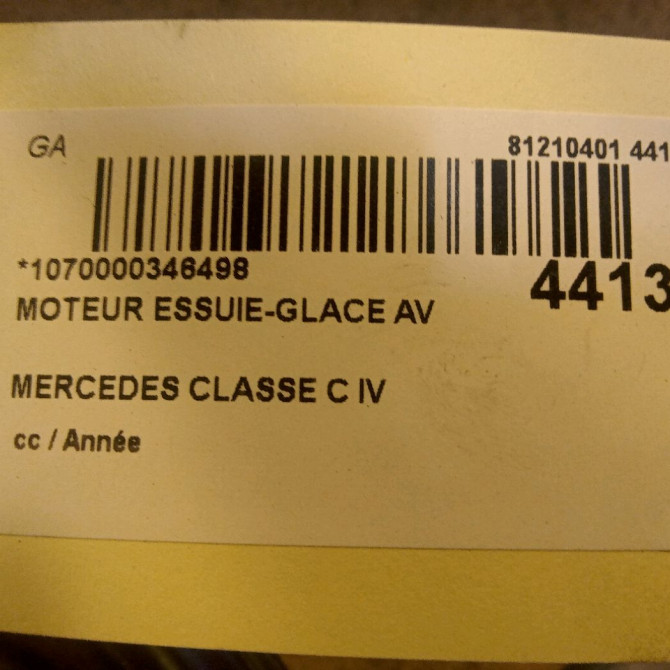 GA
81210401 441
*1070000346498
4413
MOTEUR ESSUIE-GLACE AV
MERCEDES CLASSE C IV
cc / Année